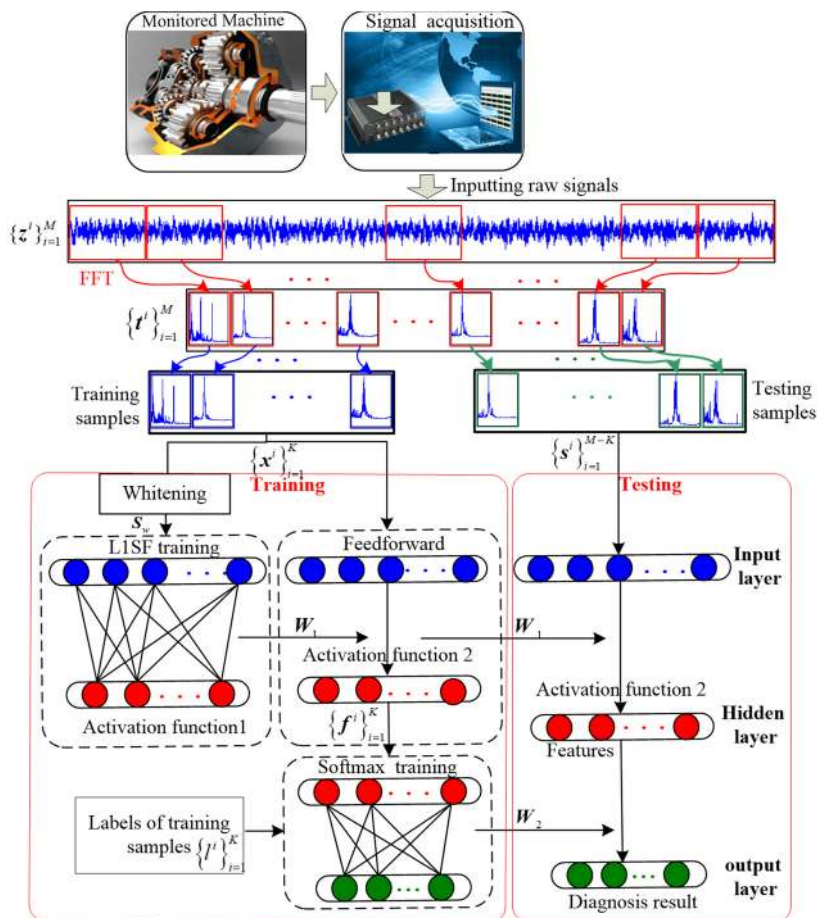 Monitored Machine
Signal acquisition
Inputting raw signals
{z^i}_{i=1}^M
FFT
{t^i}_{i=1}^M
Training
samples
Testing
samples
{x^i}_{i=1}^K
{s^i}_{i=1}^{M-K}
Whitening
Training
Testing
S_w
L1SF training
Feedforward
Input
layer
W_1
W_1
Activation function 2
Activation function1
Activation function 2
{f^i}_{i=1}^K
Hidden
layer
Features
Softmax training
Labels of training
samples {l^i}_{i=1}^K
W_2
output
layer
Diagnosis result